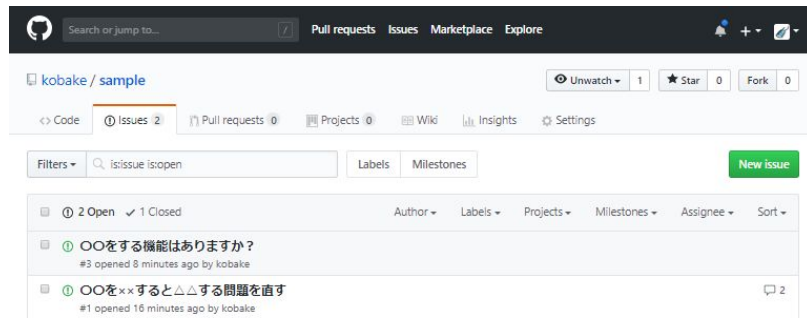 Search or jump to... / Pull requests Issues Marketplace Explore
kobake / sample Unwatch 1 Star 0 Fork 0
Code Issues 2 Pull requests 0 Projects 0 Wiki Insights Settings
Filters is:issue is:open Labels Milestones New issue
2 Open 1 Closed Author Labels Projects Milestones Assignee Sort
〇〇をする機能はありますか？
#3 opened 8 minutes ago by kobake
〇〇を××すると△△する問題を直す 2
#1 opened 16 minutes ago by kobake